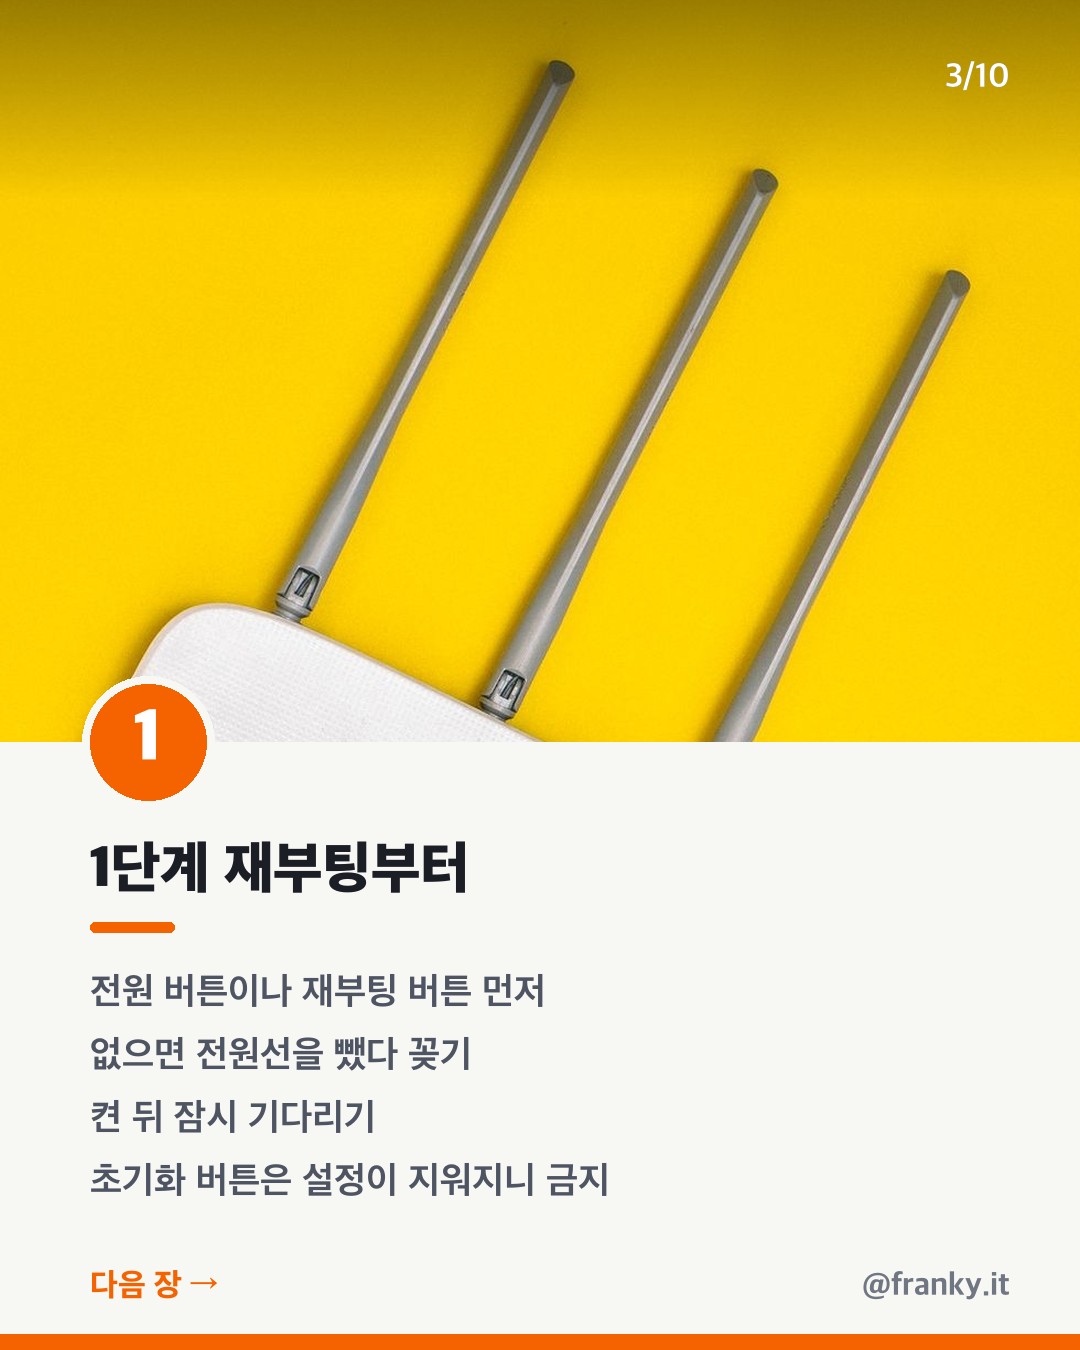 3/10
1
1단계 재부팅부터
전원 버튼이나 재부팅 버튼 먼저
없으면 전원선을 뺐다 꽂기
켠 뒤 잠시 기다리기
초기화 버튼은 설정이 지워지니 금지
다음 장 →
@franky.it